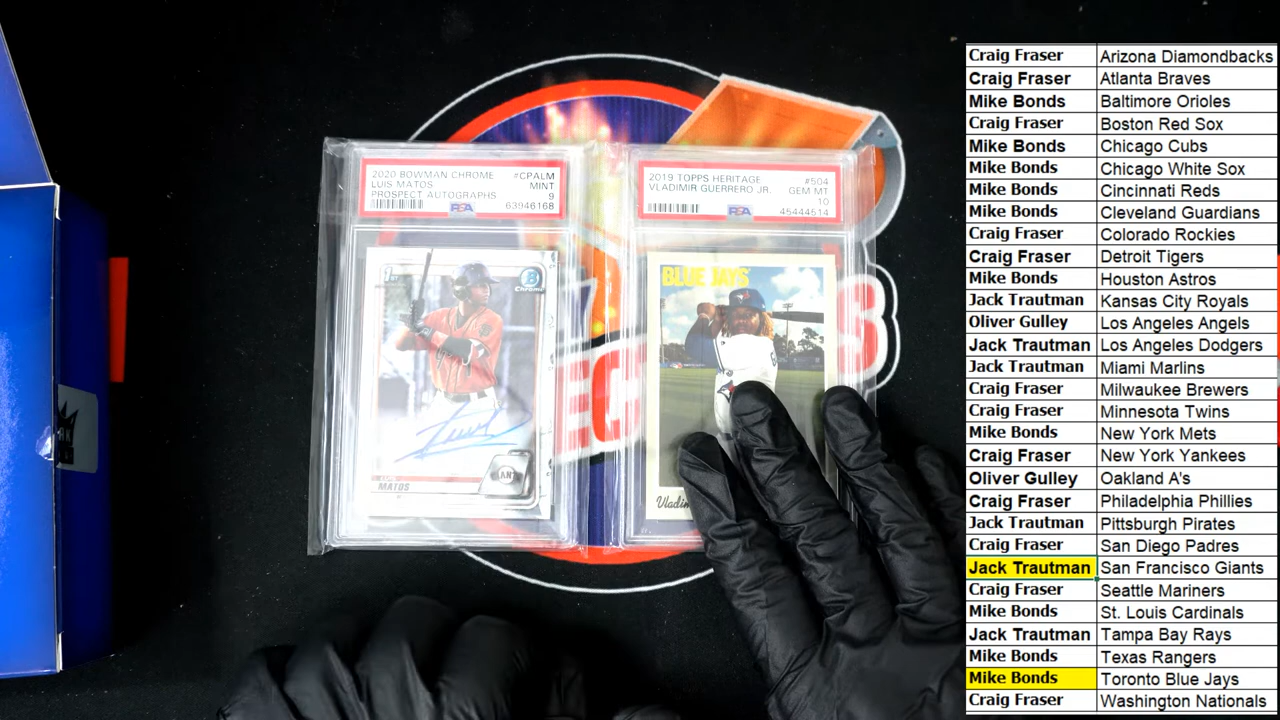 2020 BOWMAN CHROME #CPALM
LUIS MATOS MINT
PROSPECT AUTOGRAPHS 9
PSA 63946168
2019 TOPPS HERITAGE #504
VLADIMIR GUERRERO JR. GEM MT
10
PSA 45444514
1st
B
Chrome
MATOS
GIANTS
BLUE JAYS
Craig Fraser Arizona Diamondbacks
Craig Fraser Atlanta Braves
Mike Bonds Baltimore Orioles
Craig Fraser Boston Red Sox
Mike Bonds Chicago Cubs
Mike Bonds Chicago White Sox
Mike Bonds Cincinnati Reds
Mike Bonds Cleveland Guardians
Craig Fraser Colorado Rockies
Craig Fraser Detroit Tigers
Mike Bonds Houston Astros
Jack Trautman Kansas City Royals
Oliver Gulley Los Angeles Angels
Jack Trautman Los Angeles Dodgers
Jack Trautman Miami Marlins
Craig Fraser Milwaukee Brewers
Craig Fraser Minnesota Twins
Mike Bonds New York Mets
Craig Fraser New York Yankees
Oliver Gulley Oakland A's
Craig Fraser Philadelphia Phillies
Jack Trautman Pittsburgh Pirates
Craig Fraser San Diego Padres
Jack Trautman San Francisco Giants
Craig Fraser Seattle Mariners
Mike Bonds St. Louis Cardinals
Jack Trautman Tampa Bay Rays
Mike Bonds Texas Rangers
Mike Bonds Toronto Blue Jays
Craig Fraser Washington Nationals